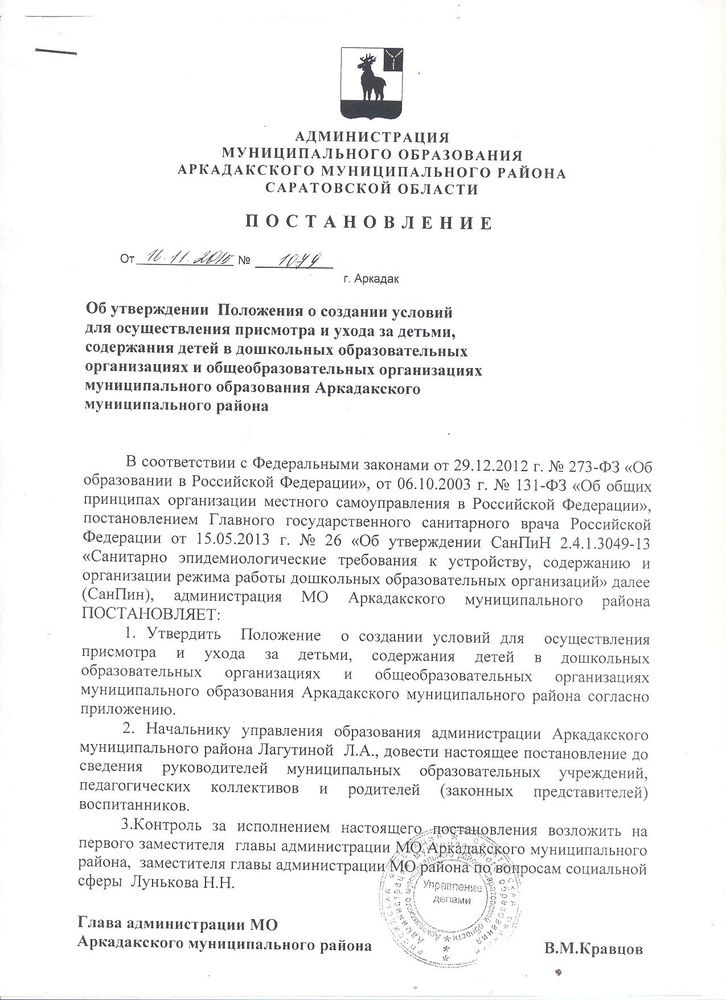 АДМИНИСТРАЦИЯ
МУНИЦИПАЛЬНОГО ОБРАЗОВАНИЯ
АРКАДАКСКОГО МУНИЦИПАЛЬНОГО РАЙОНА
САРАТОВСКОЙ ОБЛАСТИ
П О С Т А Н О В Л Е Н И Е
От 16.11.2015 № 1079
г. Аркадак
Об утверждении Положения о создании условий
для осуществления присмотра и ухода за детьми,
содержания детей в дошкольных образовательных
организациях и общеобразовательных организациях
муниципального образования Аркадакского
муниципального района
В соответствии с Федеральными законами от 29.12.2012 г. № 273-ФЗ «Об
образовании в Российской Федерации», от 06.10.2003 г. № 131-ФЗ «Об общих
принципах организации местного самоуправления в Российской Федерации»,
постановлением Главного государственного санитарного врача Российской
Федерации от 15.05.2013 г. № 26 «Об утверждении СанПиН 2.4.1.3049-13
«Санитарно эпидемиологические требования к устройству, содержанию и
организации режима работы дошкольных образовательных организаций» далее
(СанПин), администрация МО Аркадакского муниципального района
ПОСТАНОВЛЯЕТ:
1. Утвердить Положение о создании условий для осуществления
присмотра и ухода за детьми, содержания детей в дошкольных
образовательных организациях и общеобразовательных организациях
муниципального образования Аркадакского муниципального района согласно
приложению.
2. Начальнику управления образования администрации Аркадакского
муниципального района Лагутиной Л.А., довести настоящее постановление до
сведения руководителей муниципальных образовательных учреждений,
педагогических коллективов и родителей (законных представителей)
воспитанников.
3.Контроль за исполнением настоящего постановления возложить на
первого заместителя главы администрации МО Аркадакского муниципального
района, заместителя главы администрации МО района по вопросам социальной
сферы Лунькова Н.Н.
Управление
делами
Глава администрации МО
Аркадакского муниципального района В.М.Кравцов